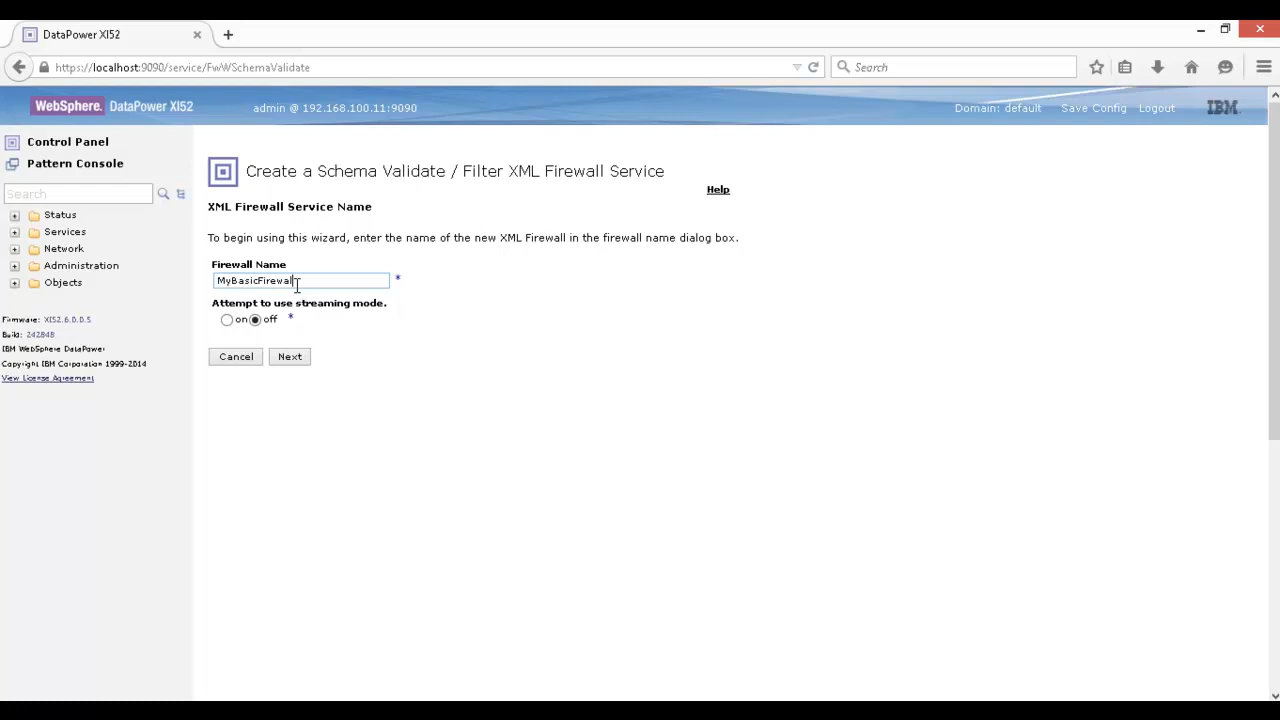 DataPower XI52
https://localhost:9090/service/FwWSchemaValidate
Search
WebSphere. DataPower XI52
admin @ 192.168.100.11:9090
Domain: default
Save Config
Logout
IBM
Control Panel
Pattern Console
Search
Status
Services
Network
Administration
Objects
Firmware: XI52.6.0.0.5
Build: 242848
IBM WebSphere DataPower
Copyright IBM Corporation 1999-2014
View License Agreement
Create a Schema Validate / Filter XML Firewall Service
Help
XML Firewall Service Name
To begin using this wizard, enter the name of the new XML Firewall in the firewall name dialog box.
Firewall Name
MyBasicFirewal *
Attempt to use streaming mode.
on off *
Cancel Next